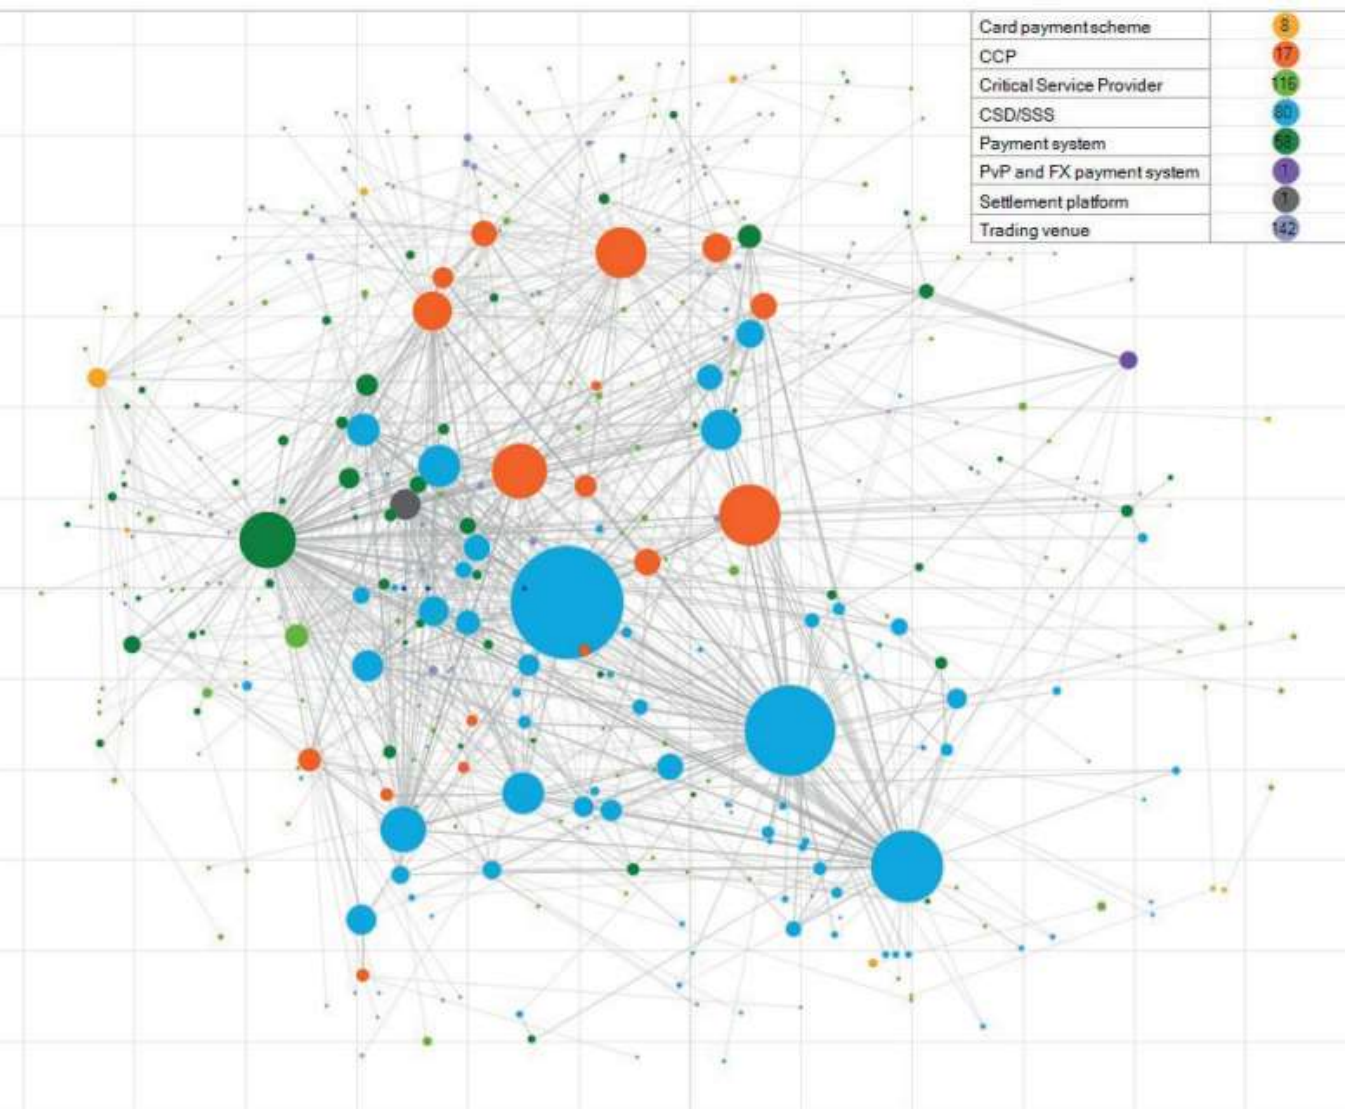 Card payment scheme 8
CCP 17
Critical Service Provider 116
CSD/SSS 80
Payment system 58
PvP and FX payment system 1
Settlement platform 1
Trading venue 142